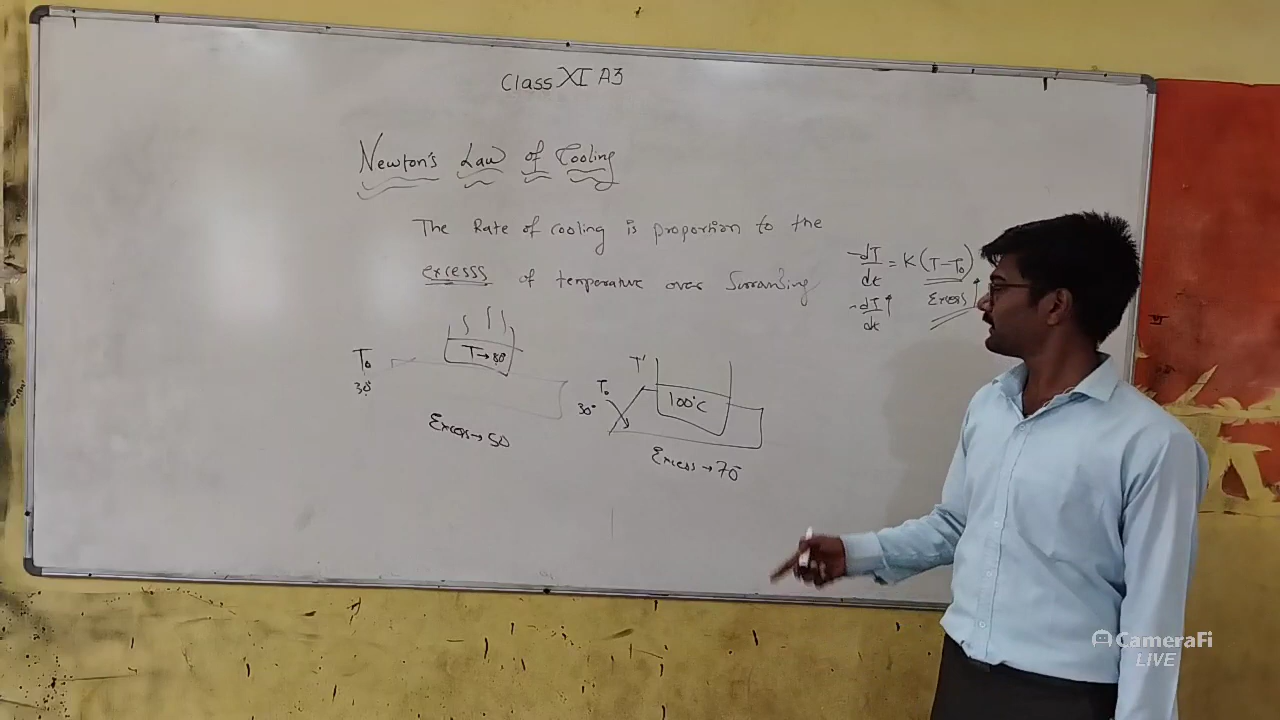 Class XI A3
Newton's Law of Cooling
The Rate of cooling is proportion to the
excesss of temperature over Surranding
-dT/dt = K (T-T₀)
Excess ↑
-dT/dt ↑
T₀
30°
T→80°
Excess→50
T'
T₀
30°
100°C
Excess→70°
CameraFi
LIVE